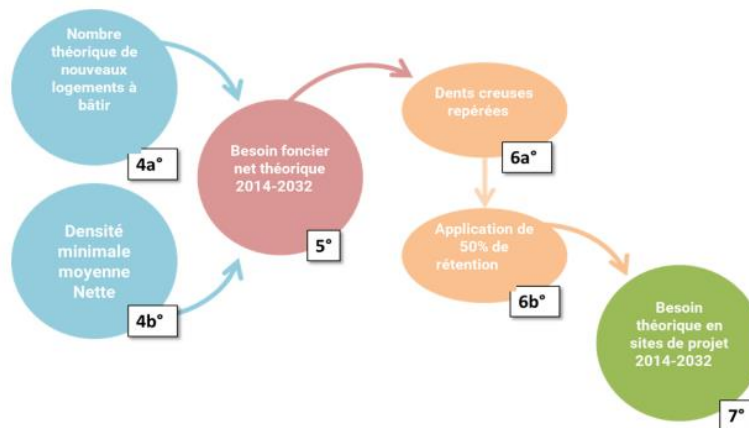 Nombre
théorique de
nouveaux
logements à
bâtir
4a°
Densité
minimale
moyenne
Nette
4b°
Besoin foncier
net théorique
2014-2032
5°
Dents creuses
repérées
6a°
Application de
50% de
rétention
6b°
Besoin
théorique en
sites de projet
2014-2032
7°